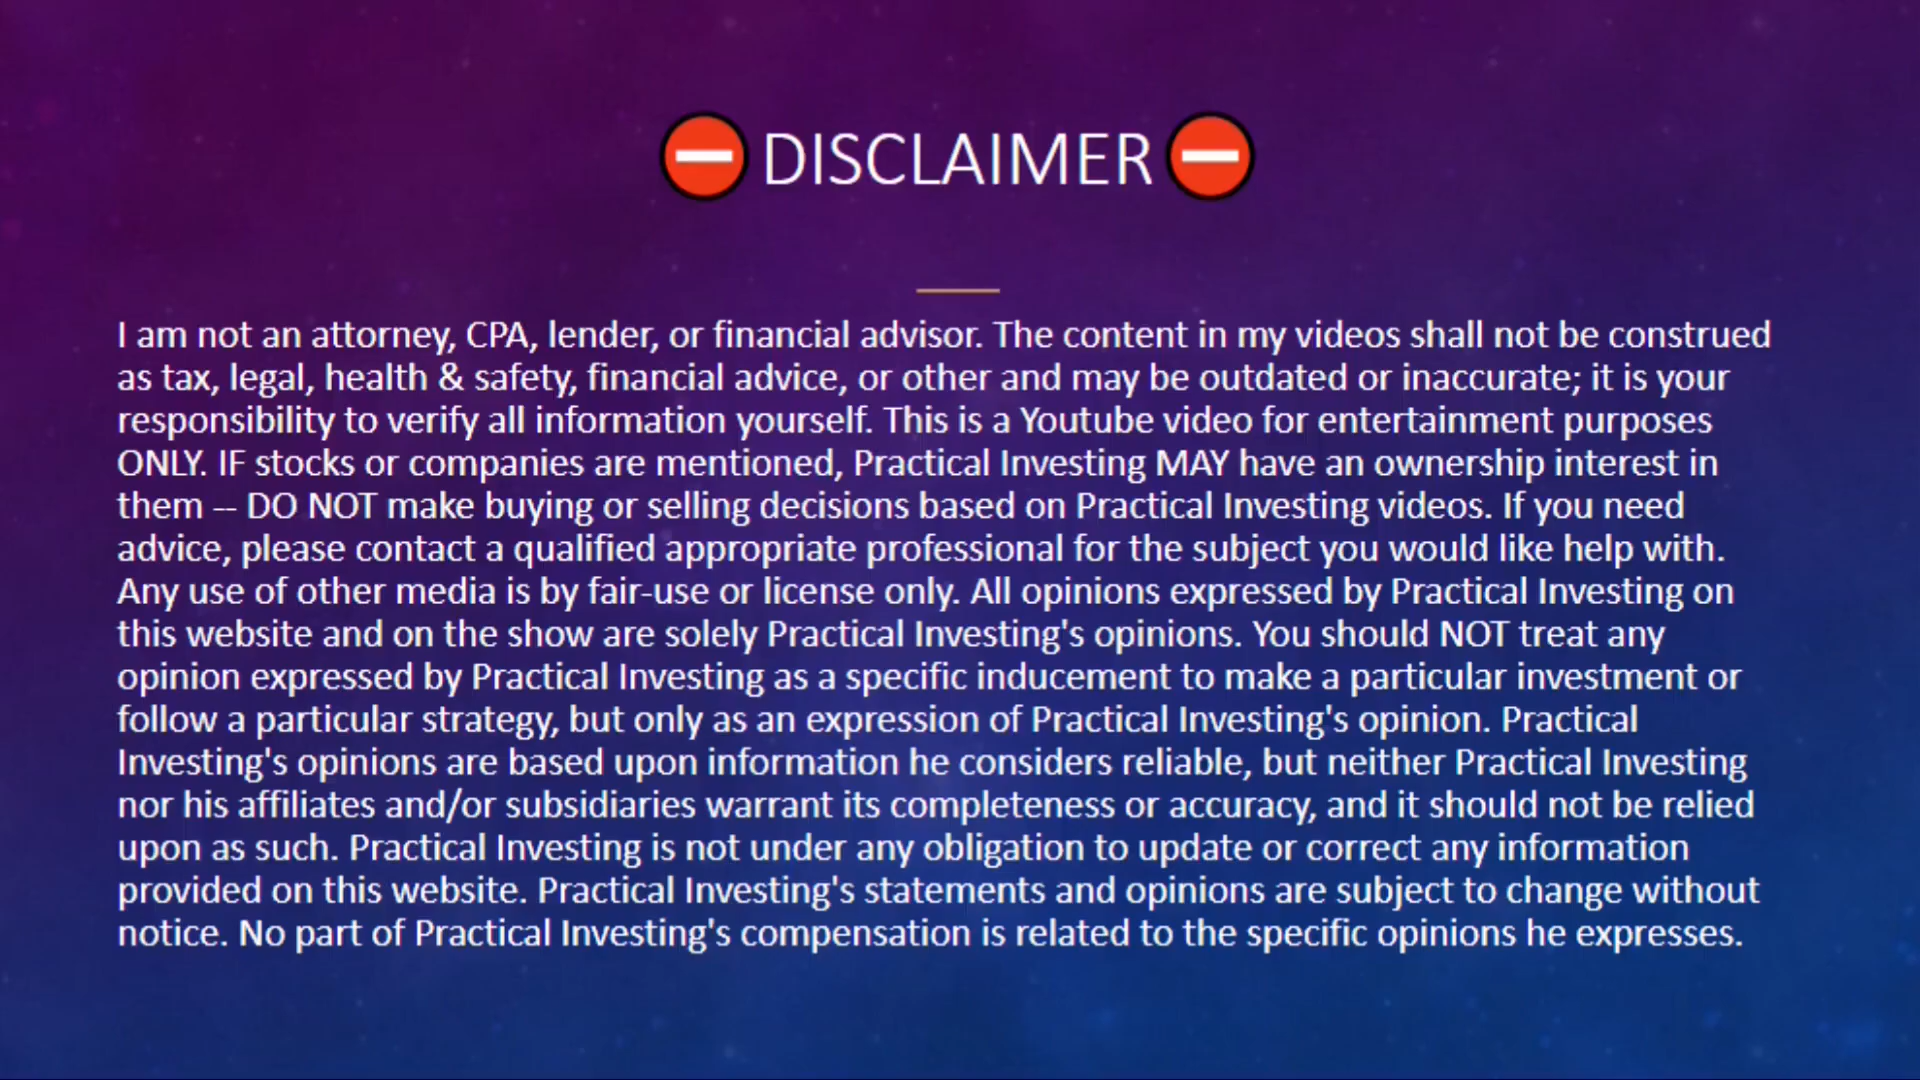 DISCLAIMER
I am not an attorney, CPA, lender, or financial advisor. The content in my videos shall not be construed
as tax, legal, health & safety, financial advice, or other and may be outdated or inaccurate; it is your
responsibility to verify all information yourself. This is a Youtube video for entertainment purposes
ONLY. IF stocks or companies are mentioned, Practical Investing MAY have an ownership interest in
them -- DO NOT make buying or selling decisions based on Practical Investing videos. If you need
advice, please contact a qualified appropriate professional for the subject you would like help with.
Any use of other media is by fair-use or license only. All opinions expressed by Practical Investing on
this website and on the show are solely Practical Investing's opinions. You should NOT treat any
opinion expressed by Practical Investing as a specific inducement to make a particular investment or
follow a particular strategy, but only as an expression of Practical Investing's opinion. Practical
Investing's opinions are based upon information he considers reliable, but neither Practical Investing
nor his affiliates and/or subsidiaries warrant its completeness or accuracy, and it should not be relied
upon as such. Practical Investing is not under any obligation to update or correct any information
provided on this website. Practical Investing's statements and opinions are subject to change without
notice. No part of Practical Investing's compensation is related to the specific opinions he expresses.